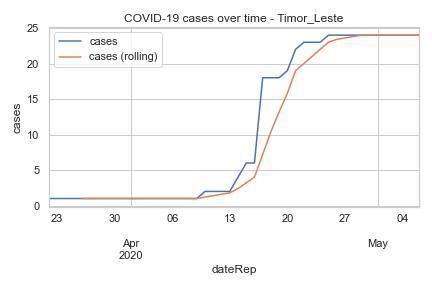 COVID-19 cases over time - Timor_Leste
cases
cases (rolling)
25
20
15
10
5
0
cases
23 30 06 13 20 27 04
Apr May
2020
dateRep